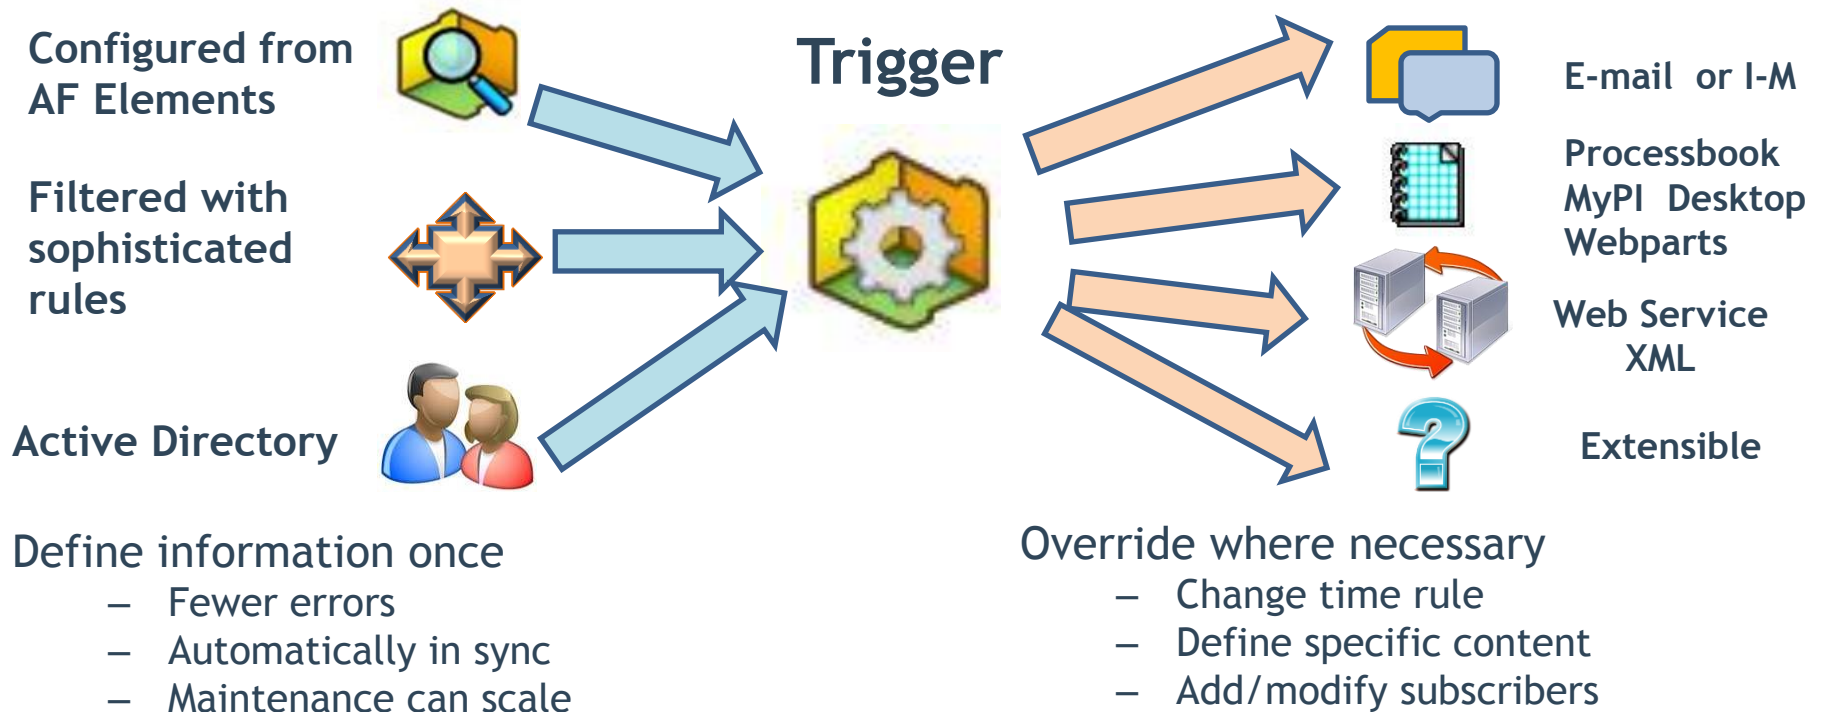 Configured from
AF Elements
Filtered with
sophisticated
rules
Active Directory
Trigger
E-mail  or I-M
Processbook
MyPI  Desktop
Webparts
Web Service
XML
Extensible
Define information once
– Fewer errors
– Automatically in sync
– Maintenance can scale
Override where necessary
– Change time rule
– Define specific content
– Add/modify subscribers